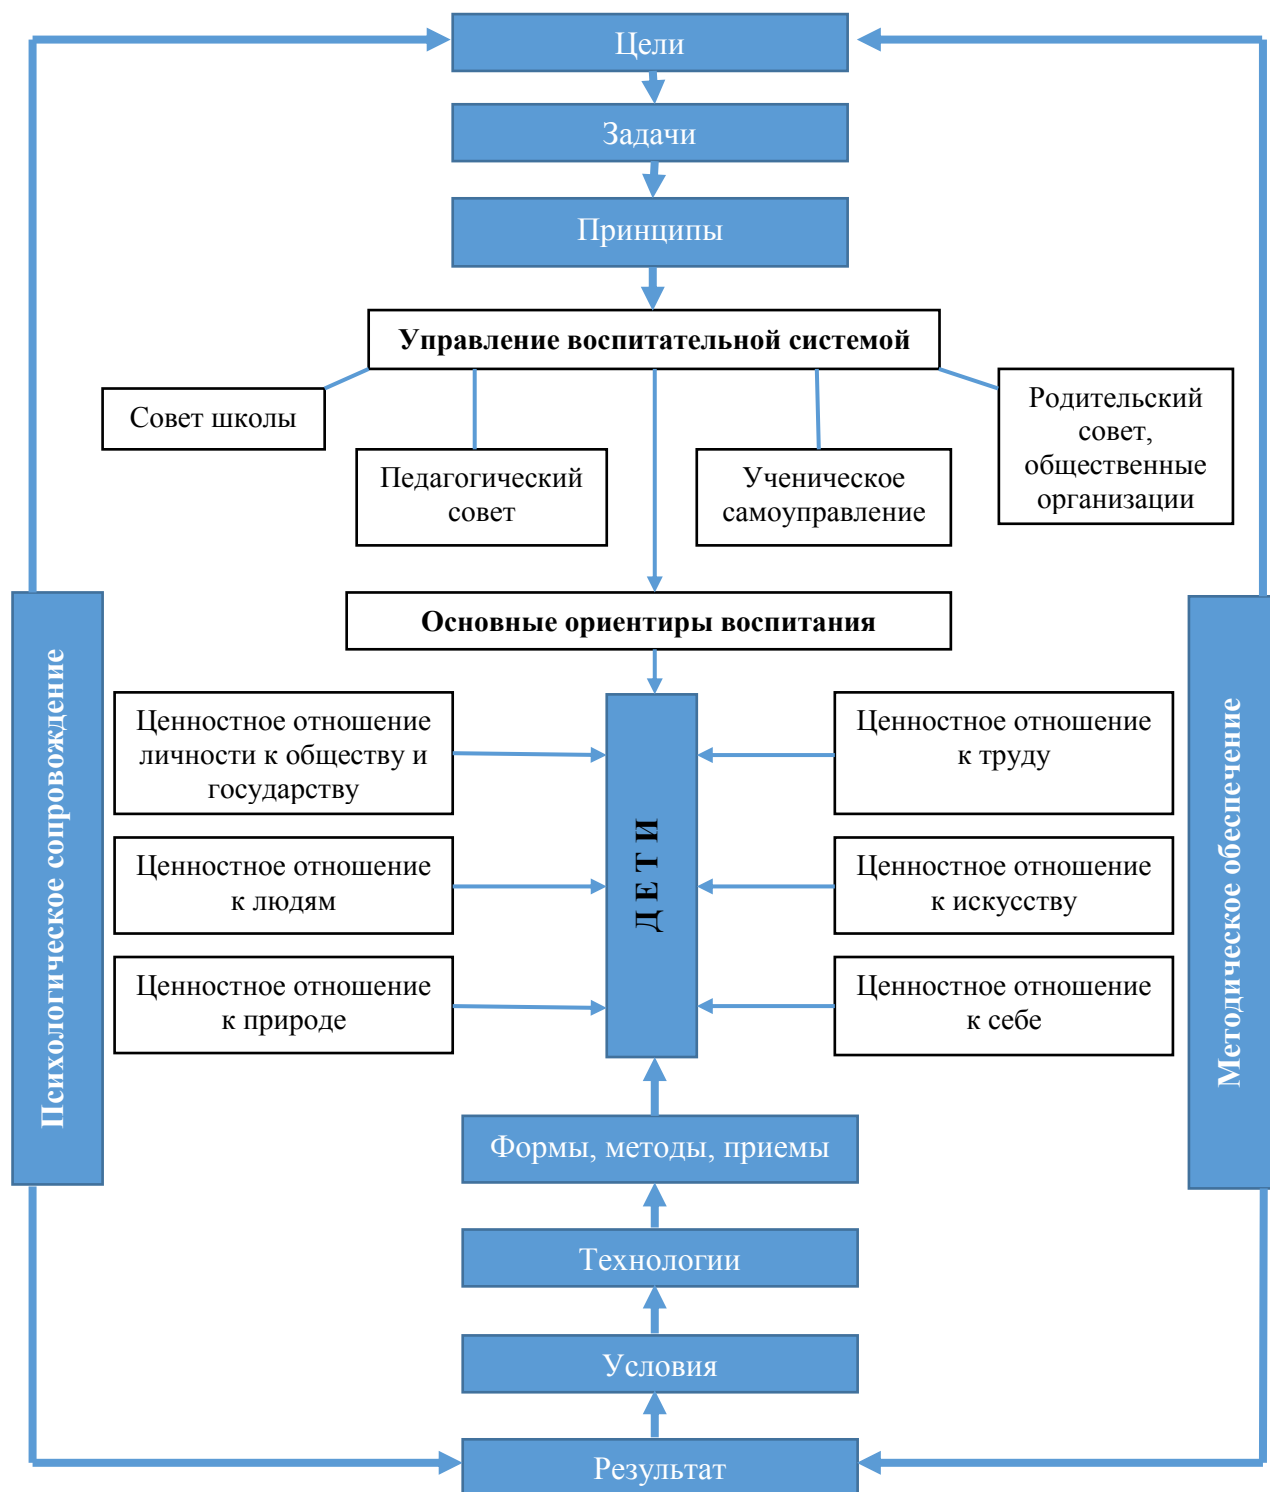 Цели
Задачи
Принципы
Управление воспитательной системой
Совет школы
Педагогический
совет
Ученическое
самоуправление
Родительский
совет,
общественные
организации
Основные ориентиры воспитания
Психологическое сопровождение
Ценностное отношение
личности к обществу и
государству
Ценностное отношение
к людям
Ценностное отношение
к природе
Д Е Т И
Ценностное отношение
к труду
Ценностное отношение
к искусству
Ценностное отношение
к себе
Методическое обеспечение
Формы, методы, приемы
Технологии
Условия
Результат